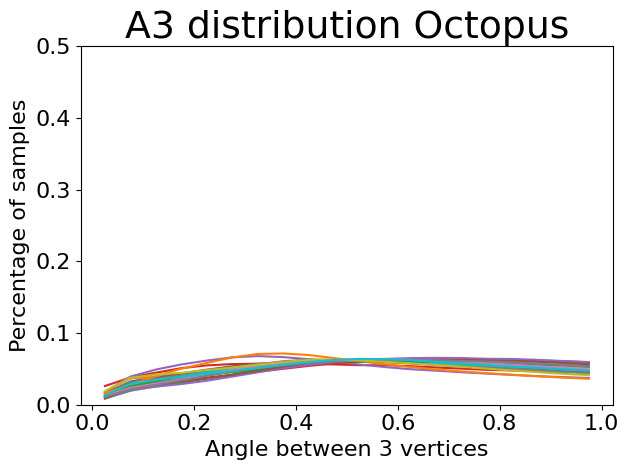 A3 distribution Octopus
Percentage of samples
0.5
0.4
0.3
0.2
0.1
0.0
0.0 0.2 0.4 0.6 0.8 1.0
Angle between 3 vertices